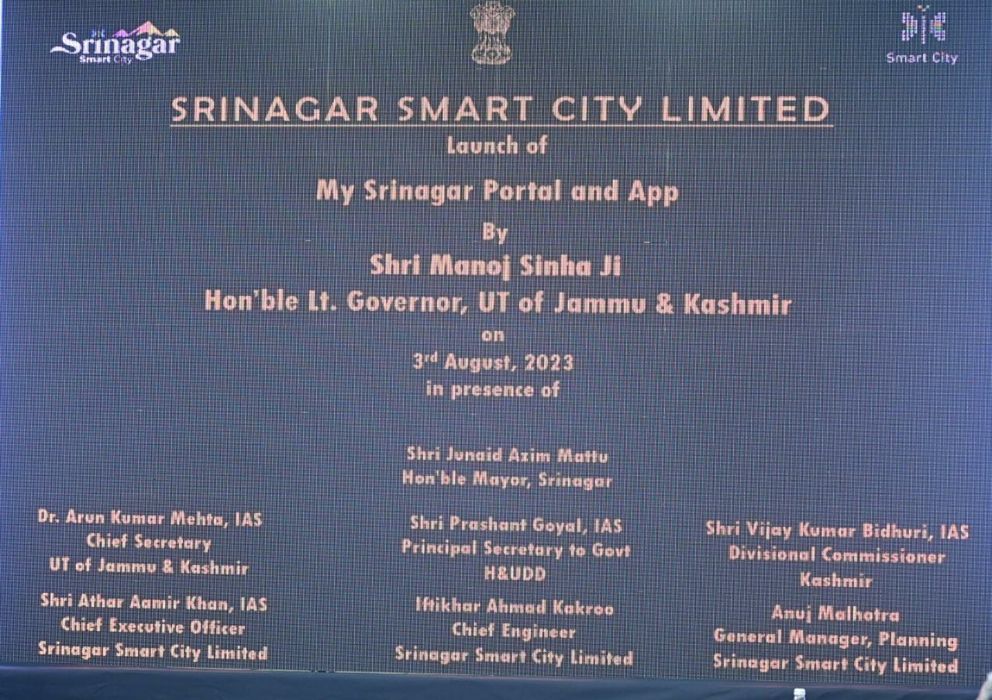 Srinagar
Smart City
Smart City
SRINAGAR SMART CITY LIMITED
Launch of
My Srinagar Portal and App
By
Shri Manoj Sinha Ji
Hon'ble Lt. Governor, UT of Jammu & Kashmir
on
3rd August, 2023
in presence of
Shri Junaid Azim Mattu
Hon'ble Mayor, Srinagar
Dr. Arun Kumar Mehta, IAS
Chief Secretary
UT of Jammu & Kashmir
Shri Prashant Goyal, IAS
Principal Secretary to Govt
H&UDD
Shri Vijay Kumar Bidhuri, IAS
Divisional Commissioner
Kashmir
Shri Athar Aamir Khan, IAS
Chief Executive Officer
Srinagar Smart City Limited
Iftikhar Ahmad Kakroo
Chief Engineer
Srinagar Smart City Limited
Anuj Malhotra
General Manager, Planning
Srinagar Smart City Limited